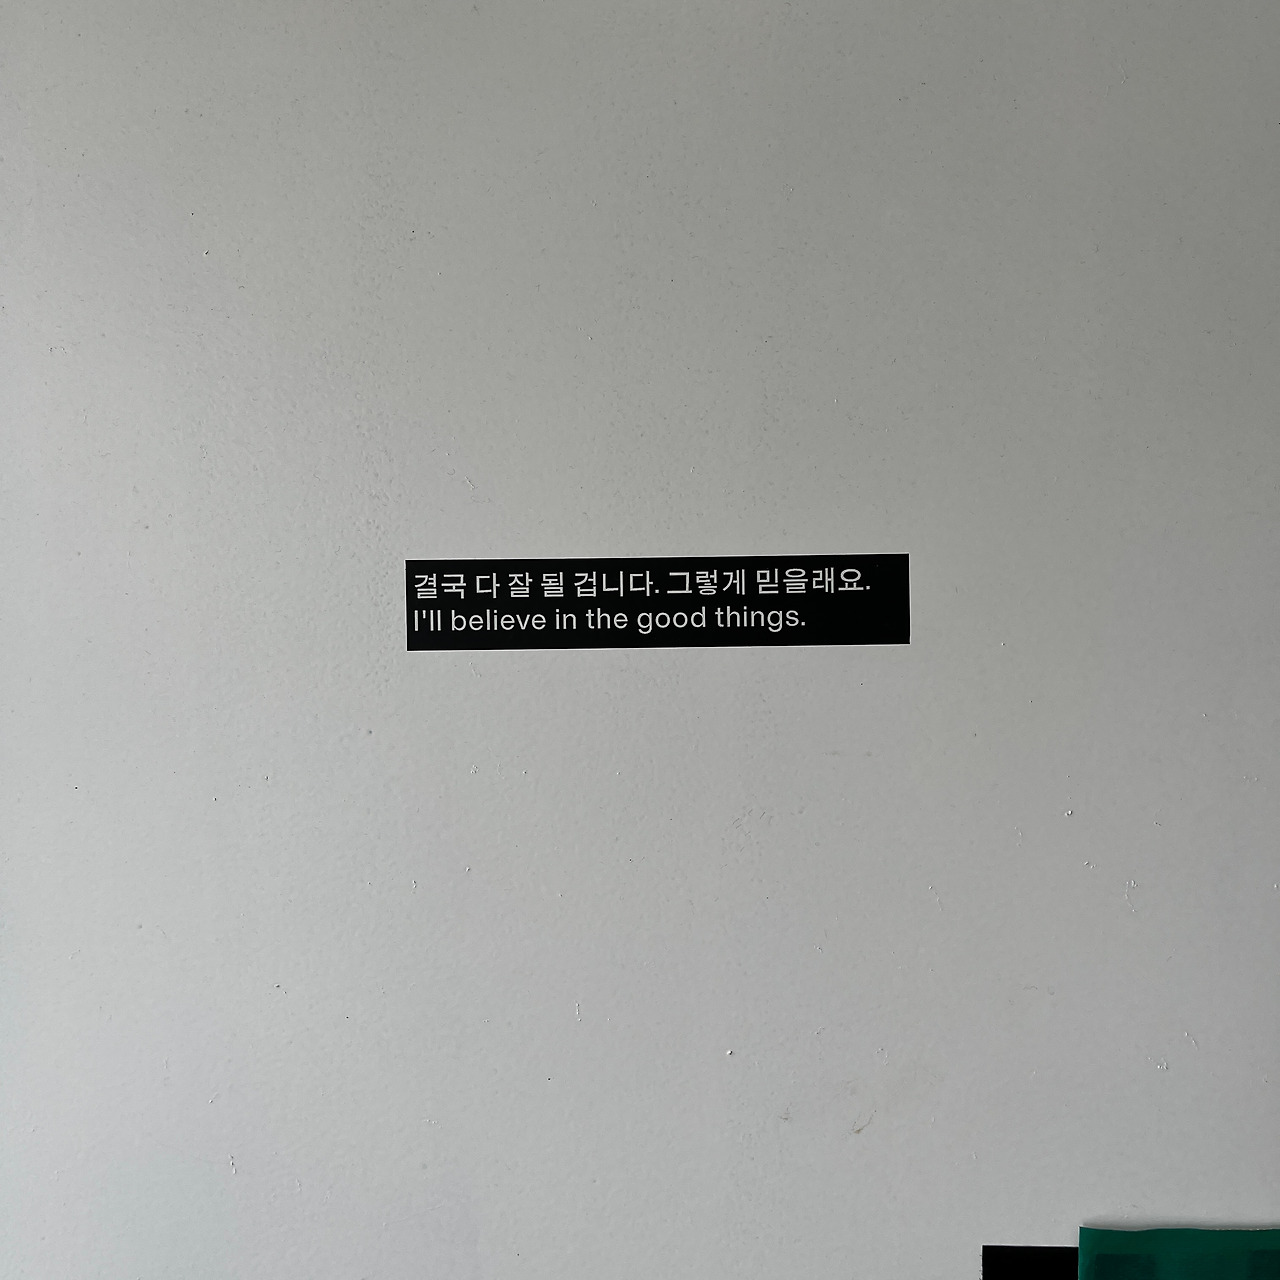 결국 다 잘 될 겁니다. 그렇게 믿을래요.
I'll believe in the good things.